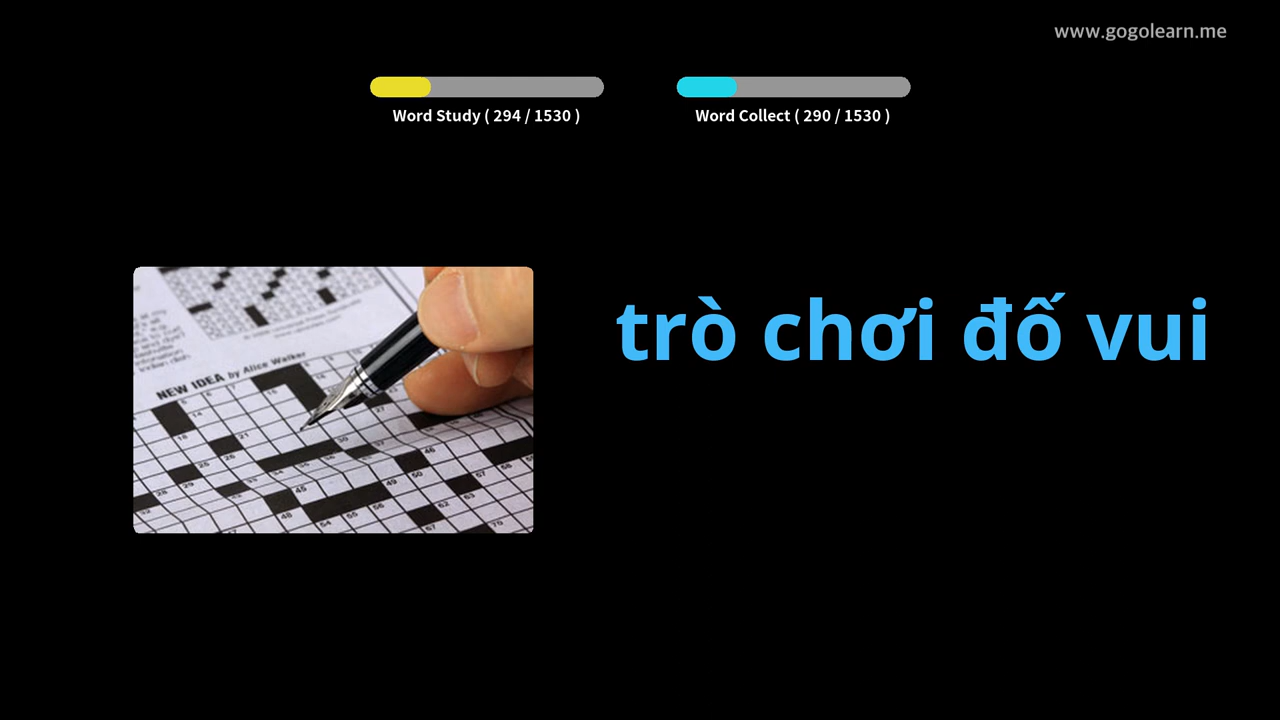 www.gogolearn.me
Word Study ( 294 / 1530 )
Word Collect ( 290 / 1530 )
trò chơi đố vui
NEW IDEA by Alice Walker